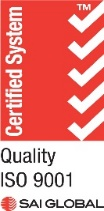 Certified System
TM
Quality
ISO 9001
SAI GLOBAL